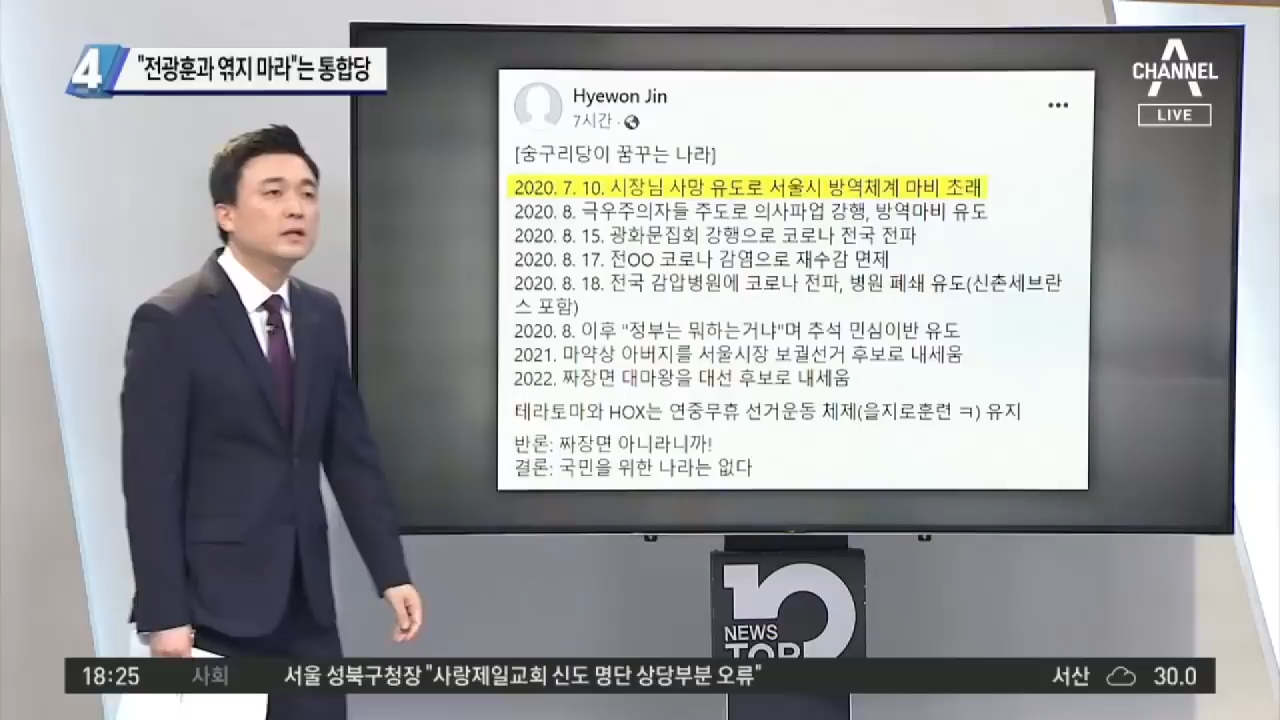 4 "전광훈과 엮지 마라"는 통합당
CHANNEL A
LIVE
Hyewon Jin
7시간 ·
[숭구리당이 꿈꾸는 나라]
2020. 7. 10. 시장님 사망 유도로 서울시 방역체계 마비 초래
2020. 8. 극우주의자들 주도로 의사파업 강행, 방역마비 유도
2020. 8. 15. 광화문집회 강행으로 코로나 전국 전파
2020. 8. 17. 전OO 코로나 감염으로 재수감 면제
2020. 8. 18. 전국 감압병원에 코로나 전파, 병원 폐쇄 유도(신촌세브란
스 포함)
2020. 8. 이후 "정부는 뭐하는거냐"며 추석 민심이반 유도
2021. 마약상 아버지를 서울시장 보궐선거 후보로 내세움
2022. 짜장면 대마왕을 대선 후보로 내세움
테라토마와 HOX는 연중무휴 선거운동 체제(을지로훈련 ㅋ) 유지
반론: 짜장면 아니라니까!
결론: 국민을 위한 나라는 없다
10
NEWS
TOP
18:25 사회 서울 성북구청장 "사랑제일교회 신도 명단 상당부분 오류" 서산 30.0